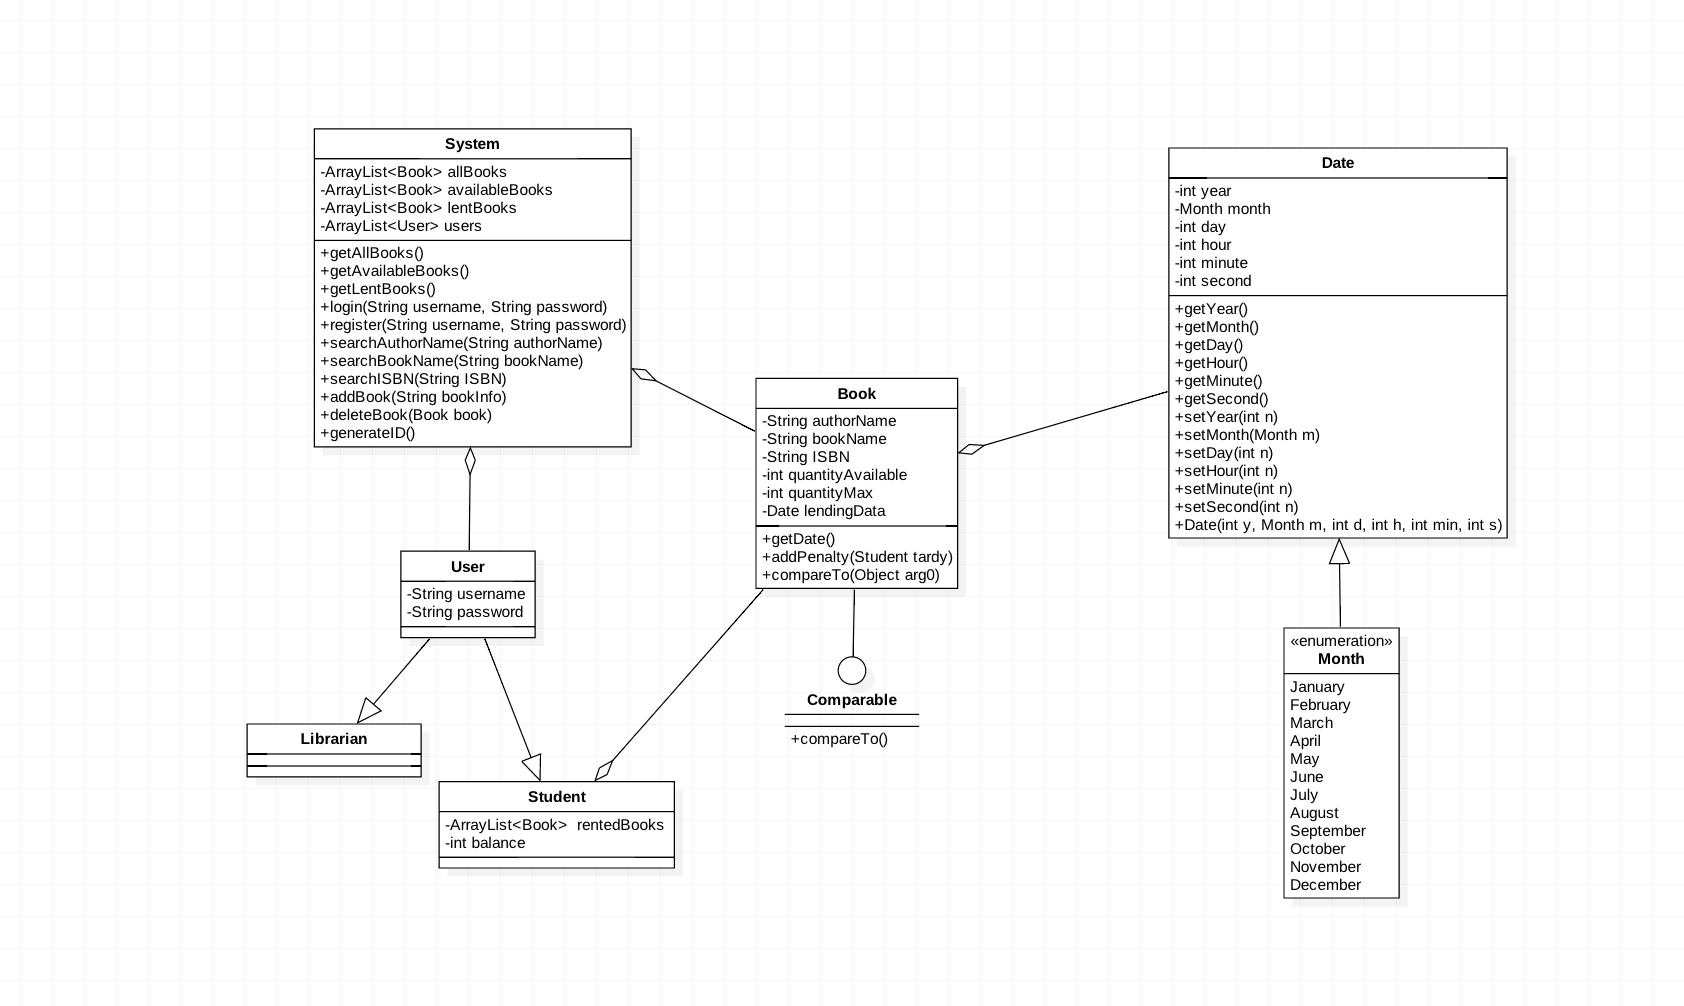 System
-ArrayList<Book> allBooks
-ArrayList<Book> availableBooks
-ArrayList<Book> lentBooks
-ArrayList<User> users
+getAllBooks()
+getAvailableBooks()
+getLentBooks()
+login(String username, String password)
+register(String username, String password)
+searchAuthorName(String authorName)
+searchBookName(String bookName)
+searchISBN(String ISBN)
+addBook(String bookInfo)
+deleteBook(Book book)
+generateID()
Date
-int year
-Month month
-int day
-int hour
-int minute
-int second
+getYear()
+getMonth()
+getDay()
+getHour()
+getMinute()
+getSecond()
+setYear(int n)
+setMonth(Month m)
+setDay(int n)
+setHour(int n)
+setMinute(int n)
+setSecond(int n)
+Date(int y, Month m, int d, int h, int min, int s)
Book
-String authorName
-String bookName
-String ISBN
-int quantityAvailable
-int quantityMax
-Date lendingData
+getDate()
+addPenalty(Student tardy)
+compareTo(Object arg0)
User
-String username
-String password
Librarian
Student
-ArrayList<Book> rentedBooks
-int balance
Comparable
+compareTo()
«enumeration»
Month
January
February
March
April
May
June
July
August
September
October
November
December